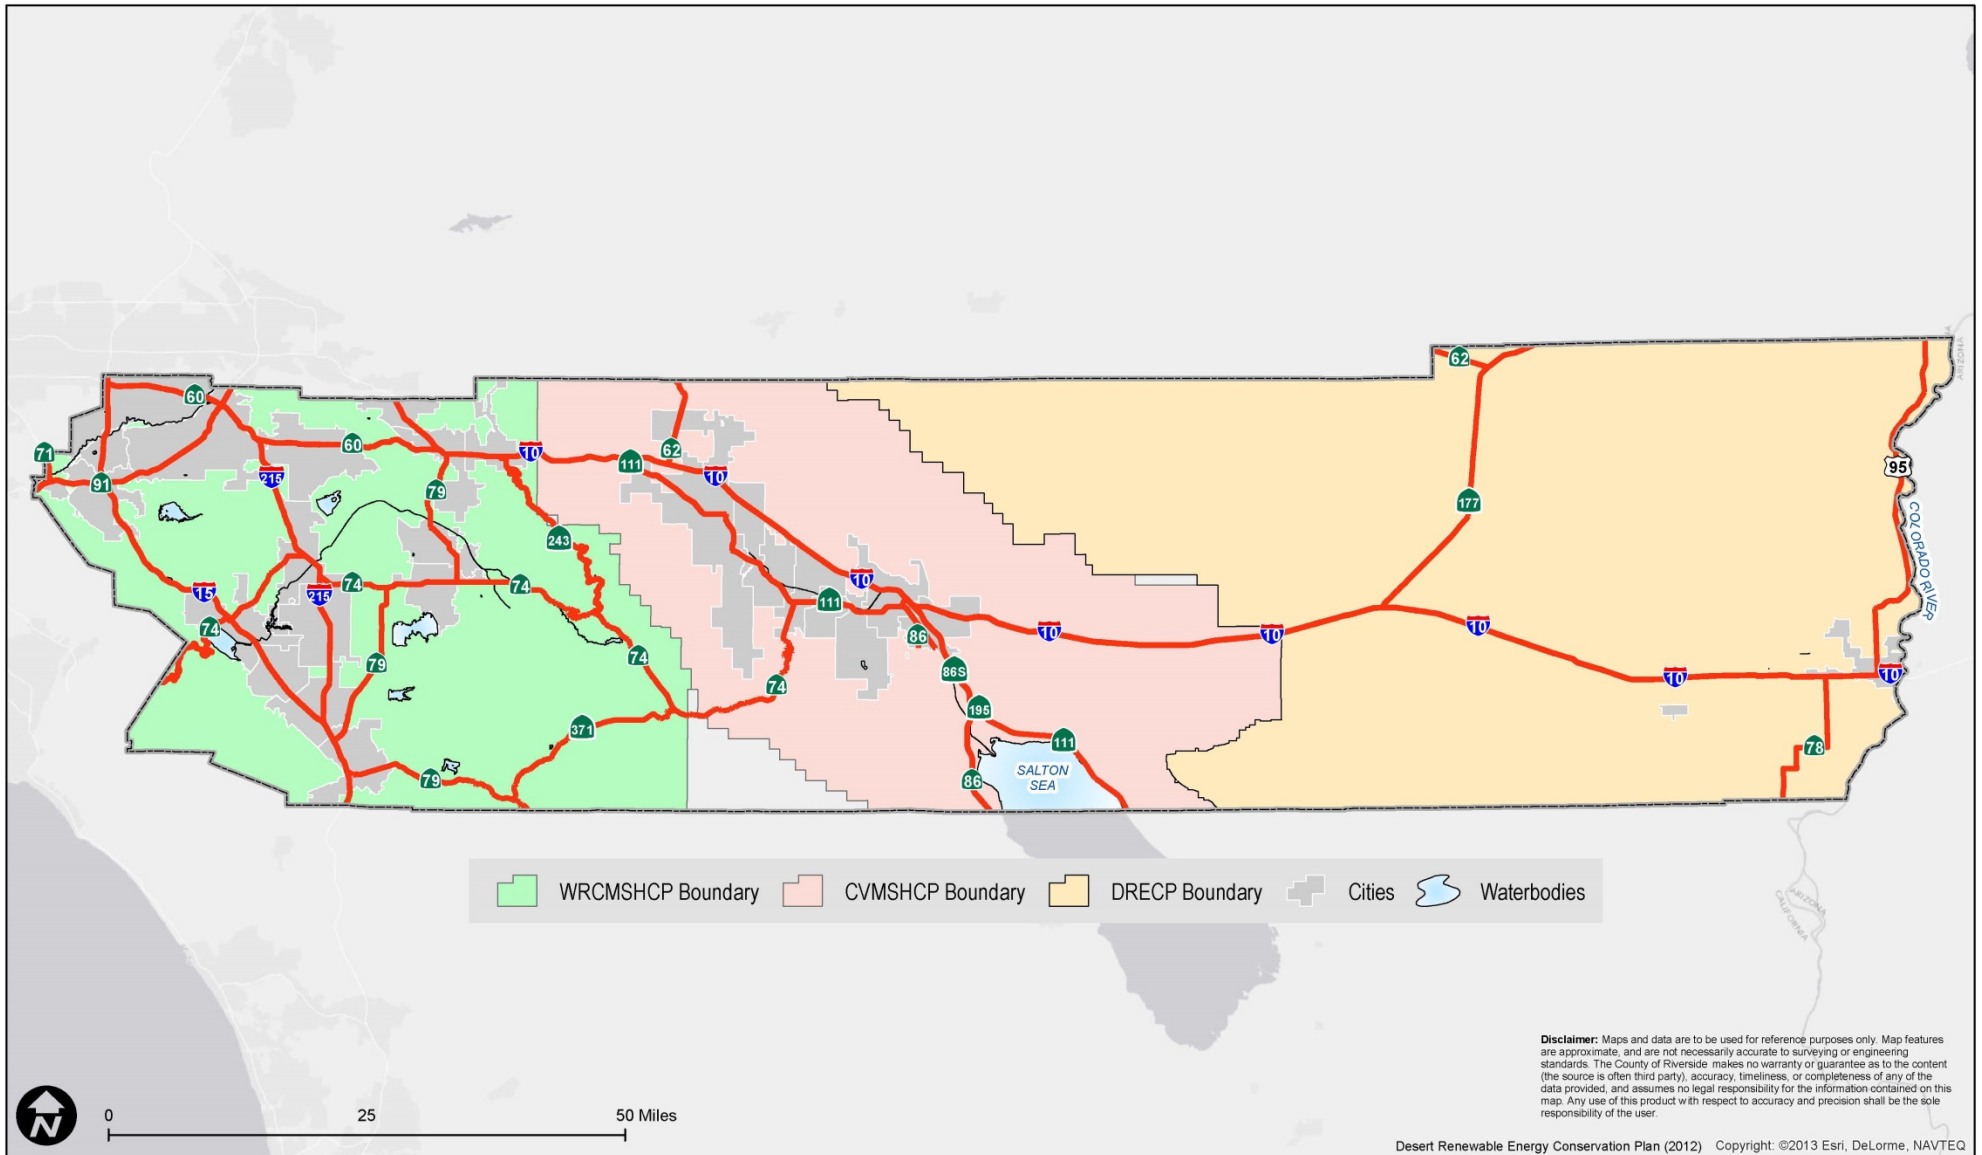 62
ARIZONA
60
71
60
10
111
62
10
95
91
215
79
177
243
COLORADO RIVER
15
215
74
74
10
111
74
86
10
10
10
79
74
86S
74
10
10
195
371
111
78
79
86
SALTON
SEA
WRCMSHCP Boundary
CVMSHCP Boundary
DRECP Boundary
Cities
Waterbodies
ARIZONA
CALIFORNIA
Disclaimer: Maps and data are to be used for reference purposes only. Map features
are approximate, and are not necessarily accurate to surveying or engineering
standards. The County of Riverside makes no warranty or guarantee as to the content
(the source is often third party), accuracy, timeliness, or completeness of any of the
data provided, and assumes no legal responsibility for the information contained on this
map. Any use of this product with respect to accuracy and precision shall be the sole
responsibility of the user.
N
0 25 50 Miles
Desert Renewable Energy Conservation Plan (2012) Copyright: ©2013 Esri, DeLorme, NAVTEQ